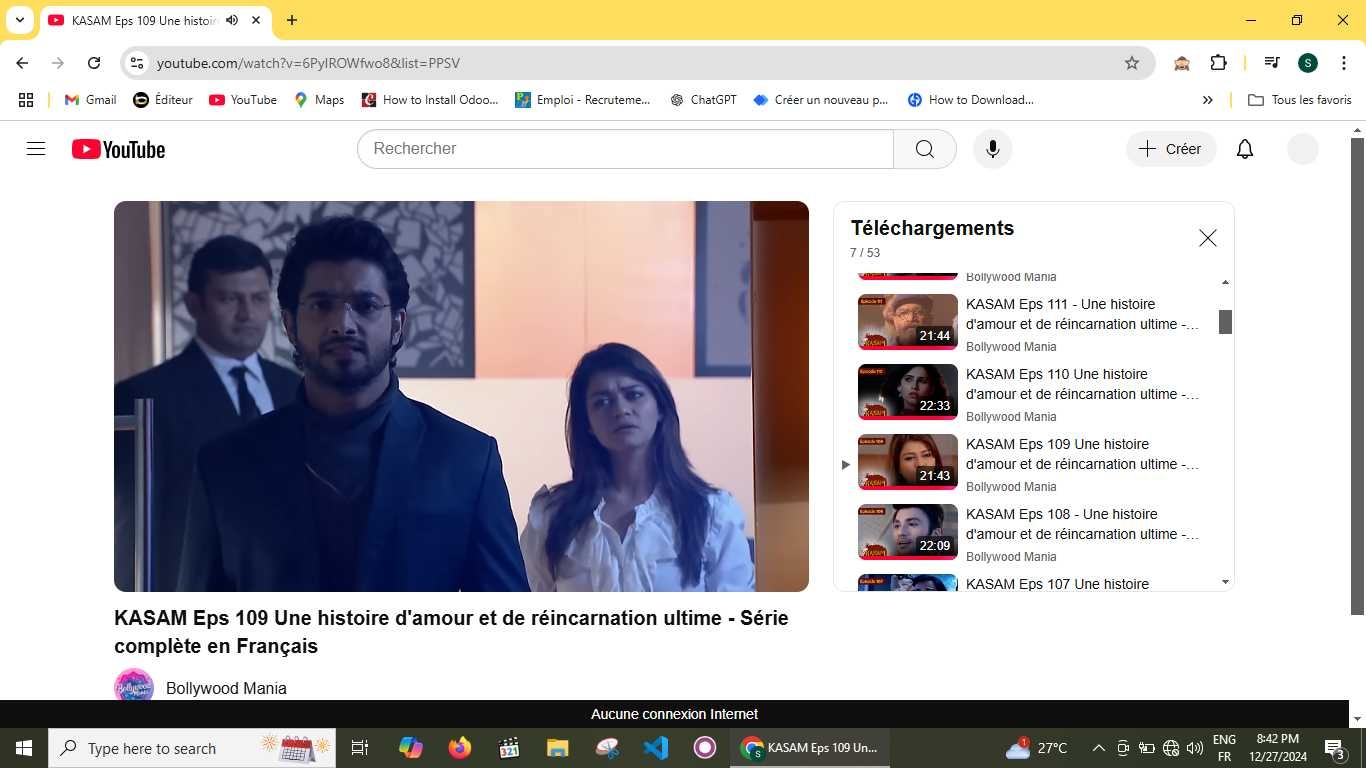 KASAM Eps 109 Une histoir
youtube.com/watch?v=6PyIROWfwo8&list=PPSV
S
Gmail
Éditeur
YouTube
Maps
How to Install Odoo...
Emploi - Recruteme...
ChatGPT
Créer un nouveau p...
How to Download...
Tous les favoris
YouTube
Rechercher
Créer
Téléchargements
7 / 53
Bollywood Mania
KASAM Eps 111 - Une histoire
d'amour et de réincarnation ultime -...
21:44
Bollywood Mania
KASAM Eps 110 Une histoire
d'amour et de réincarnation ultime -...
22:33
Bollywood Mania
KASAM Eps 109 Une histoire
d'amour et de réincarnation ultime -...
21:43
Bollywood Mania
KASAM Eps 108 - Une histoire
d'amour et de réincarnation ultime -...
22:09
Bollywood Mania
KASAM Eps 107 Une histoire
KASAM Eps 109 Une histoire d'amour et de réincarnation ultime - Série
complète en Français
Bollywood Mania
Aucune connexion Internet
Type here to search
KASAM Eps 109 Un...
27°C
ENG
FR
8:42 PM
12/27/2024
3